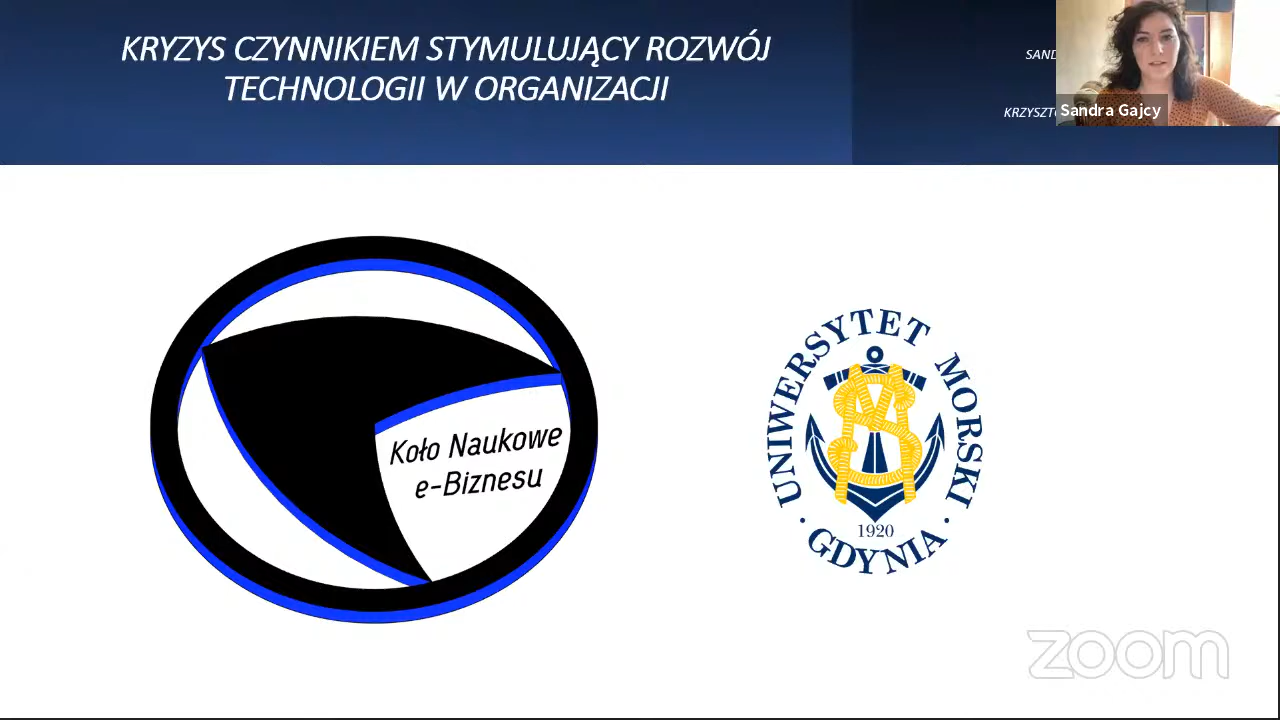 KRYZYS CZYNNIKIEM STYMULUJĄCY ROZWÓJ
TECHNOLOGII W ORGANIZACJI
Sandra Gajcy
Koło Naukowe
e-Biznesu
UNIWERSYTET MORSKI
1920
GDYNIA
zoom